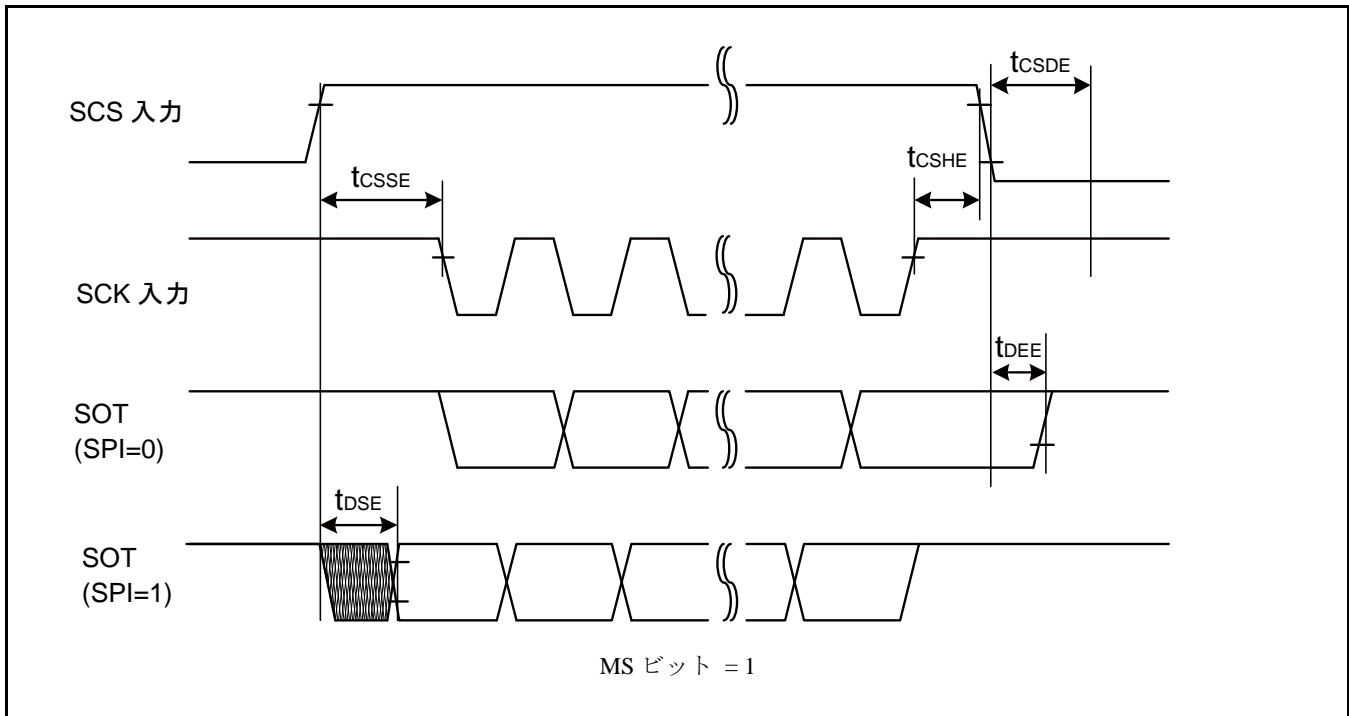 tCSDE
SCS 入力
tCSHE
tCSSE
SCK 入力
tDEE
SOT
(SPI=0)
tDSE
SOT
(SPI=1)
MS ビット = 1